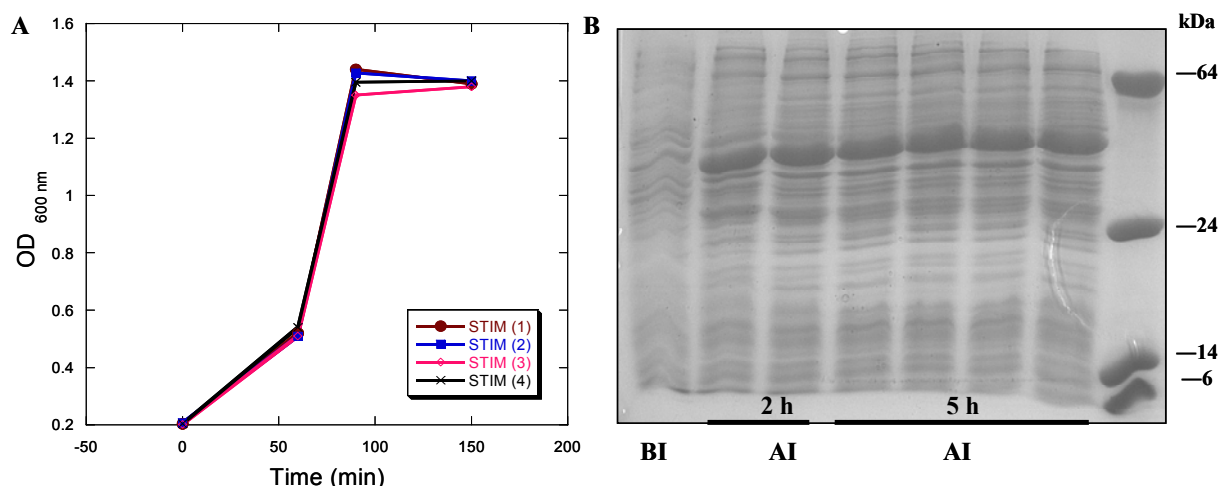 A
1.6
1.4
1.2
1
0.8
0.6
0.4
0.2
OD 600 nm
-50
0
50
100
150
200
Time (min)
STIM (1)
STIM (2)
STIM (3)
STIM (4)
B
kDa
—64
—24
—14
—6
2 h
5 h
BI
AI
AI